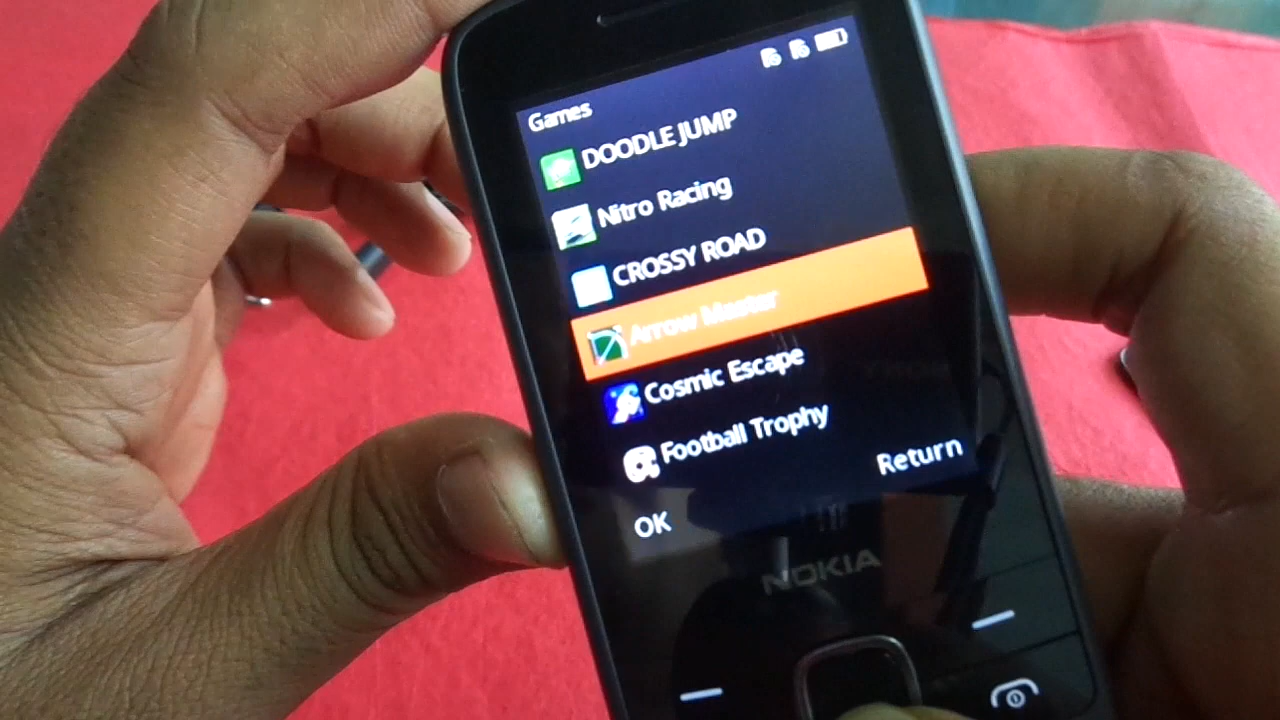 Games
DOODLE JUMP
Nitro Racing
CROSSY ROAD
Arrow Master
Cosmic Escape
Football Trophy
Return
OK
NOKIA